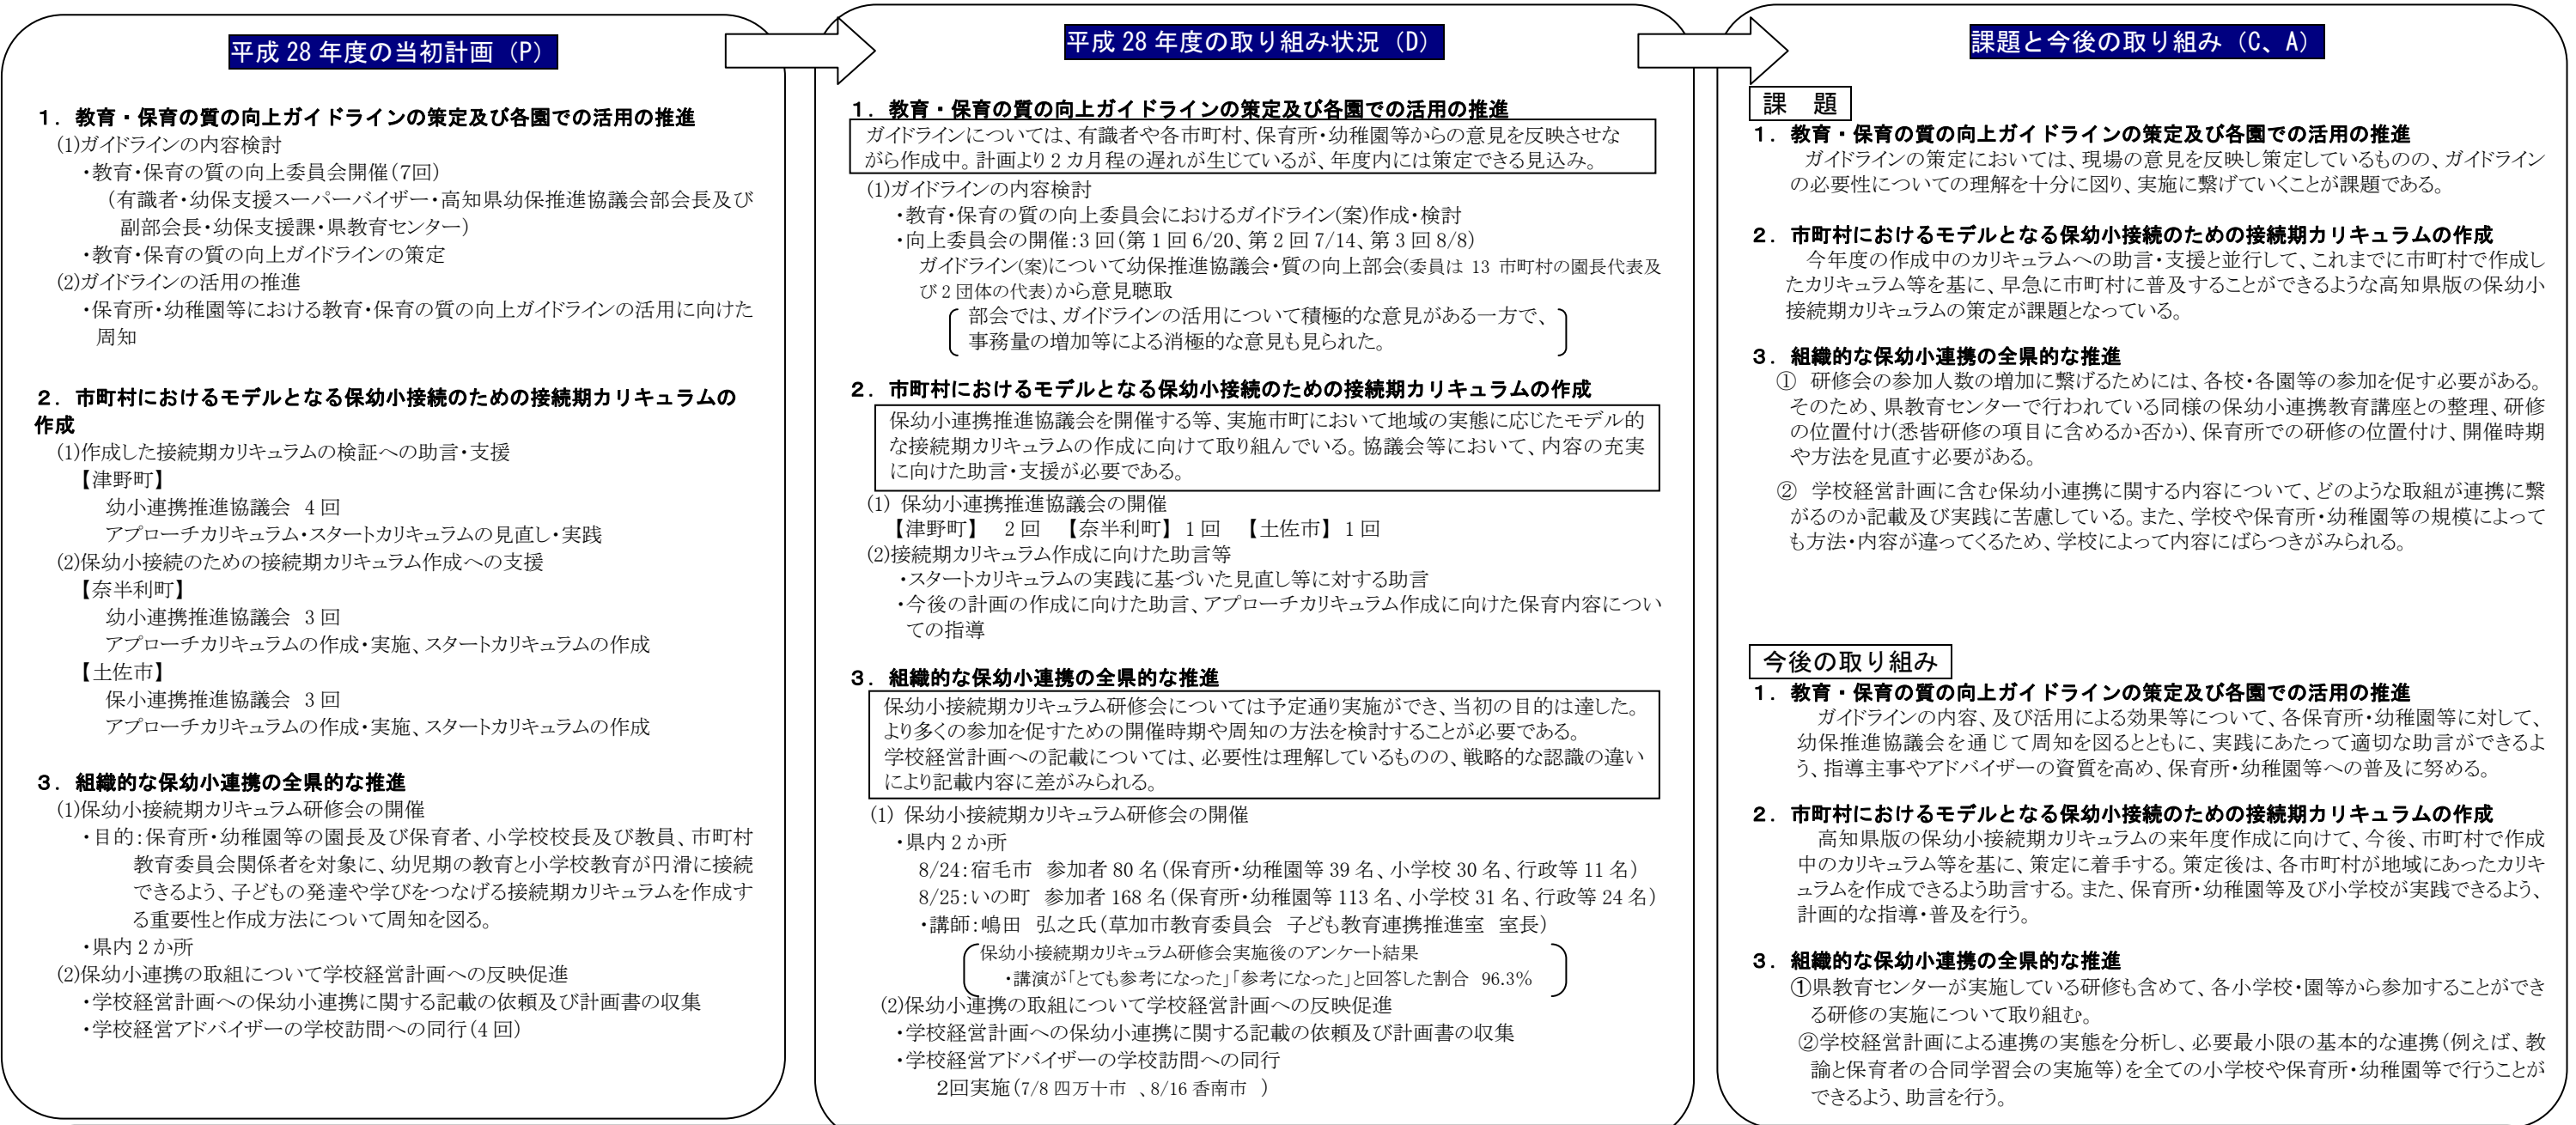 平成 28 年度の当初計画（P）
１．教育・保育の質の向上ガイドラインの策定及び各園での活用の推進
(1)ガイドラインの内容検討
・教育・保育の質の向上委員会開催（7回）
（有識者・幼保支援スーパーバイザー・高知県幼保推進協議会部会長及び
副部会長・幼保支援課・県教育センター）
・教育・保育の質の向上ガイドラインの策定
(2)ガイドラインの活用の推進
・保育所・幼稚園等における教育・保育の質の向上ガイドラインの活用に向けた
周知
２．市町村におけるモデルとなる保幼小接続のための接続期カリキュラムの
作成
(1)作成した接続期カリキュラムの検証への助言・支援
【津野町】
幼小連携推進協議会 4 回
アプローチカリキュラム・スタートカリキュラムの見直し・実践
(2)保幼小接続のための接続期カリキュラム作成への支援
【奈半利町】
幼小連携推進協議会 3 回
アプローチカリキュラムの作成・実施、スタートカリキュラムの作成
【土佐市】
保小連携推進協議会 3 回
アプローチカリキュラムの作成・実施、スタートカリキュラムの作成
３．組織的な保幼小連携の全県的な推進
(1)保幼小接続期カリキュラム研修会の開催
・目的：保育所・幼稚園等の園長及び保育者、小学校校長及び教員、市町村
教育委員会関係者を対象に、幼児期の教育と小学校教育が円滑に接続
できるよう、子どもの発達や学びをつなげる接続期カリキュラムを作成す
る重要性と作成方法について周知を図る。
・県内 2 か所
(2)保幼小連携の取組について学校経営計画への反映促進
・学校経営計画への保幼小連携に関する記載の依頼及び計画書の収集
・学校経営アドバイザーの学校訪問への同行（4 回）
平成 28 年度の取り組み状況（D）
１．教育・保育の質の向上ガイドラインの策定及び各園での活用の推進
ガイドラインについては、有識者や各市町村、保育所・幼稚園等からの意見を反映させな
がら作成中。計画より 2 カ月程の遅れが生じているが、年度内には策定できる見込み。
(1)ガイドラインの内容検討
・教育・保育の質の向上委員会におけるガイドライン(案)作成・検討
・向上委員会の開催：3 回（第 1 回 6/20、第 2 回 7/14、第 3 回 8/8）
ガイドライン(案)について幼保推進協議会・質の向上部会(委員は 13 市町村の園長代表及
び 2 団体の代表)から意見聴取
部会では、ガイドラインの活用について積極的な意見がある一方で、
事務量の増加等による消極的な意見も見られた。
２．市町村におけるモデルとなる保幼小接続のための接続期カリキュラムの作成
保幼小連携推進協議会を開催する等、実施市町において地域の実態に応じたモデル的
な接続期カリキュラムの作成に向けて取り組んでいる。協議会等において、内容の充実
に向けた助言・支援が必要である。
(1) 保幼小連携推進協議会の開催
【津野町】 2 回 【奈半利町】 1 回 【土佐市】 1 回
(2)接続期カリキュラム作成に向けた助言等
・スタートカリキュラムの実践に基づいた見直し等に対する助言
・今後の計画の作成に向けた助言、アプローチカリキュラム作成に向けた保育内容につい
ての指導
３．組織的な保幼小連携の全県的な推進
保幼小接続期カリキュラム研修会については予定通り実施ができ、当初の目的は達した。
より多くの参加を促すための開催時期や周知の方法を検討することが必要である。
学校経営計画への記載については、必要性は理解しているものの、戦略的な認識の違い
により記載内容に差がみられる。
(1) 保幼小接続期カリキュラム研修会の開催
・県内 2 か所
8/24：宿毛市 参加者 80 名（保育所・幼稚園等 39 名、小学校 30 名、行政等 11 名）
8/25：いの町 参加者 168 名（保育所・幼稚園等 113 名、小学校 31 名、行政等 24 名）
・講師：嶋田 弘之氏（草加市教育委員会 子ども教育連携推進室 室長）
保幼小接続期カリキュラム研修会実施後のアンケート結果
・講演が「とても参考になった」「参考になった」と回答した割合 96.3％
(2)保幼小連携の取組について学校経営計画への反映促進
・学校経営計画への保幼小連携に関する記載の依頼及び計画書の収集
・学校経営アドバイザーの学校訪問への同行
2回実施（7/8 四万十市 、8/16 香南市 ）
課題と今後の取り組み（C、A）
課 題
１．教育・保育の質の向上ガイドラインの策定及び各園での活用の推進
ガイドラインの策定においては、現場の意見を反映し策定しているものの、ガイドライン
の必要性についての理解を十分に図り、実施に繋げていくことが課題である。
２．市町村におけるモデルとなる保幼小接続のための接続期カリキュラムの作成
今年度の作成中のカリキュラムへの助言・支援と並行して、これまでに市町村で作成し
たカリキュラム等を基に、早急に市町村に普及することができるような高知県版の保幼小
接続期カリキュラムの策定が課題となっている。
３．組織的な保幼小連携の全県的な推進
① 研修会の参加人数の増加に繋げるためには、各校・各園等の参加を促す必要がある。
そのため、県教育センターで行われている同様の保幼小連携教育講座との整理、研修
の位置付け(悉皆研修の項目に含めるか否か)、保育所での研修の位置付け、開催時期
や方法を見直す必要がある。
② 学校経営計画に含む保幼小連携に関する内容について、どのような取組が連携に繋
がるのか記載及び実践に苦慮している。また、学校や保育所・幼稚園等の規模によって
も方法・内容が違ってくるため、学校によって内容にばらつきがみられる。
今後の取り組み
１．教育・保育の質の向上ガイドラインの策定及び各園での活用の推進
ガイドラインの内容、及び活用による効果等について、各保育所・幼稚園等に対して、
幼保推進協議会を通じて周知を図るとともに、実践にあたって適切な助言ができるよ
う、指導主事やアドバイザーの資質を高め、保育所・幼稚園等への普及に努める。
２．市町村におけるモデルとなる保幼小接続のための接続期カリキュラムの作成
高知県版の保幼小接続期カリキュラムの来年度作成に向けて、今後、市町村で作成
中のカリキュラム等を基に、策定に着手する。策定後は、各市町村が地域にあったカリキ
ュラムを作成できるよう助言する。また、保育所・幼稚園等及び小学校が実践できるよう、
計画的な指導・普及を行う。
３．組織的な保幼小連携の全県的な推進
①県教育センターが実施している研修も含めて、各小学校・園等から参加することができ
る研修の実施について取り組む。
②学校経営計画による連携の実態を分析し、必要最小限の基本的な連携（例えば、教
諭と保育者の合同学習会の実施等）を全ての小学校や保育所・幼稚園等で行うことが
できるよう、助言を行う。